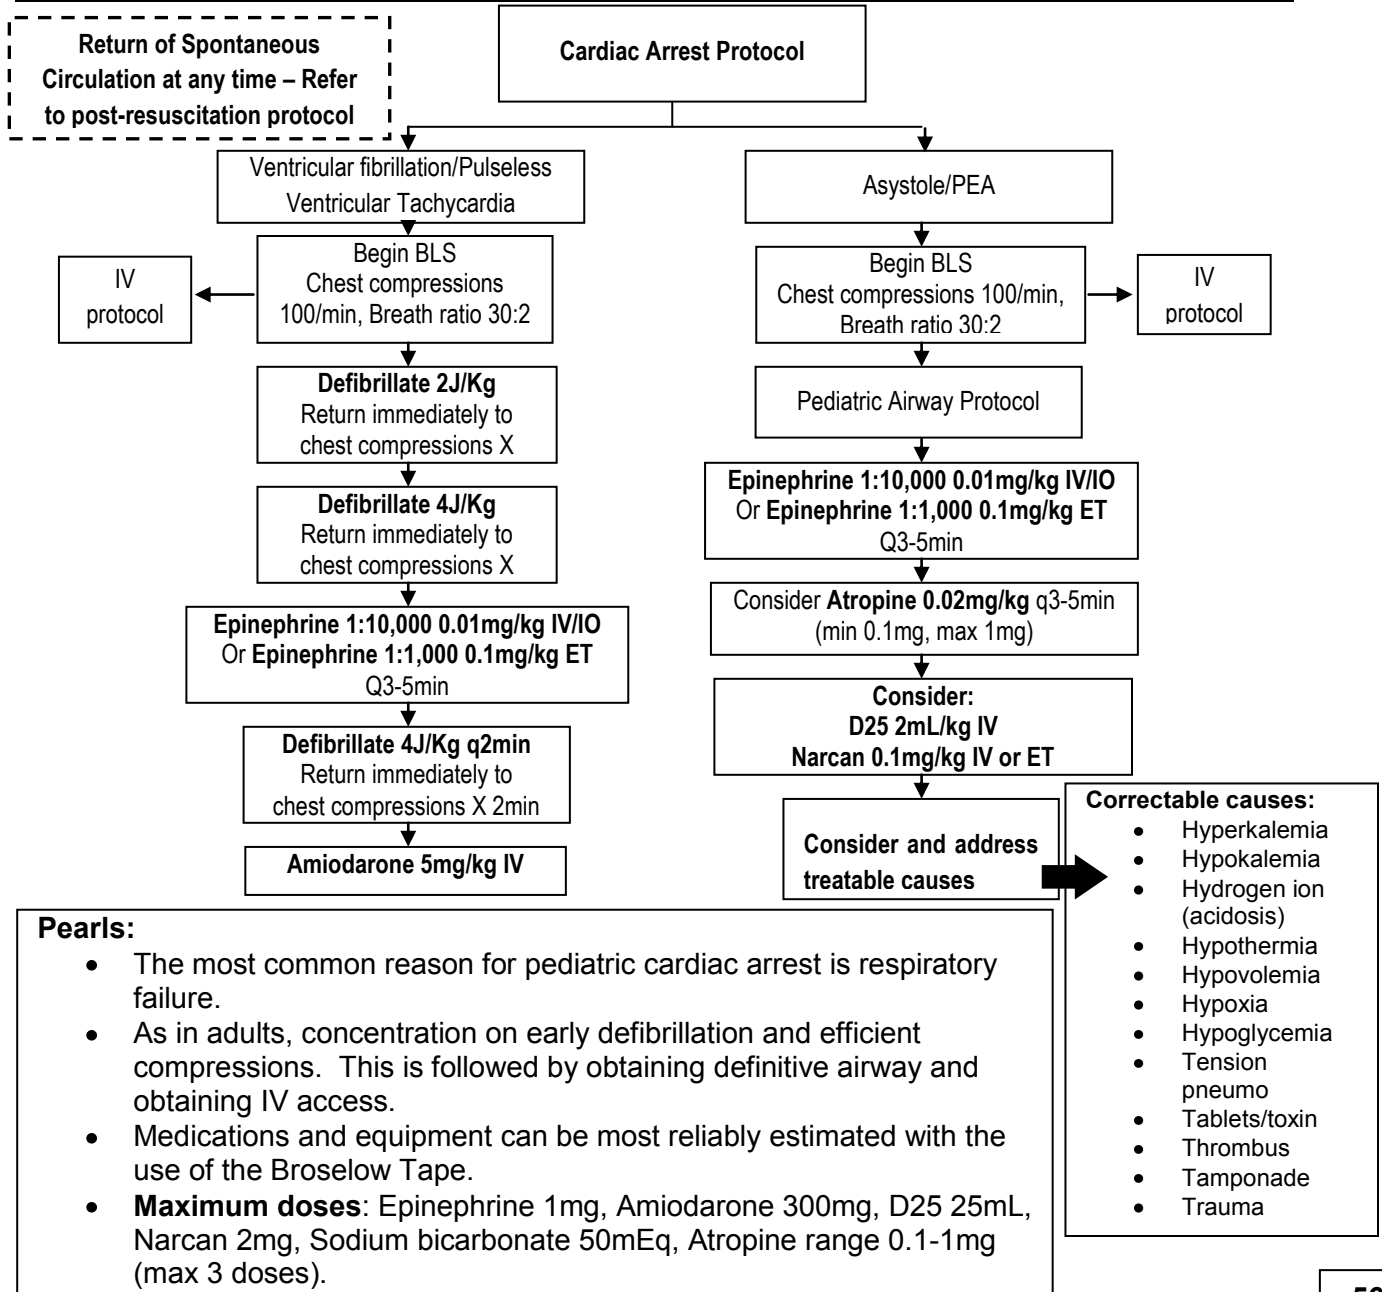 Return of Spontaneous
Circulation at any time – Refer
to post-resuscitation protocol
Cardiac Arrest Protocol
Ventricular fibrillation/Pulseless
Ventricular Tachycardia
Asystole/PEA
IV
protocol
Begin BLS
Chest compressions
100/min, Breath ratio 30:2
Begin BLS
Chest compressions 100/min,
Breath ratio 30:2
IV
protocol
Defibrillate 2J/Kg
Return immediately to
chest compressions X
Pediatric Airway Protocol
Defibrillate 4J/Kg
Return immediately to
chest compressions X
Epinephrine 1:10,000 0.01mg/kg IV/IO
Or Epinephrine 1:1,000 0.1mg/kg ET
Q3-5min
Epinephrine 1:10,000 0.01mg/kg IV/IO
Or Epinephrine 1:1,000 0.1mg/kg ET
Q3-5min
Consider Atropine 0.02mg/kg q3-5min
(min 0.1mg, max 1mg)
Defibrillate 4J/Kg q2min
Return immediately to
chest compressions X 2min
Consider:
D25 2mL/kg IV
Narcan 0.1mg/kg IV or ET
Amiodarone 5mg/kg IV
Consider and address
treatable causes
Correctable causes:
• Hyperkalemia
• Hypokalemia
• Hydrogen ion
(acidosis)
• Hypothermia
• Hypovolemia
• Hypoxia
• Hypoglycemia
• Tension
pneumo
• Tablets/toxin
• Thrombus
• Tamponade
• Trauma
Pearls:
• The most common reason for pediatric cardiac arrest is respiratory
failure.
• As in adults, concentration on early defibrillation and efficient
compressions. This is followed by obtaining definitive airway and
obtaining IV access.
• Medications and equipment can be most reliably estimated with the
use of the Broselow Tape.
• Maximum doses: Epinephrine 1mg, Amiodarone 300mg, D25 25mL,
Narcan 2mg, Sodium bicarbonate 50mEq, Atropine range 0.1-1mg
(max 3 doses).